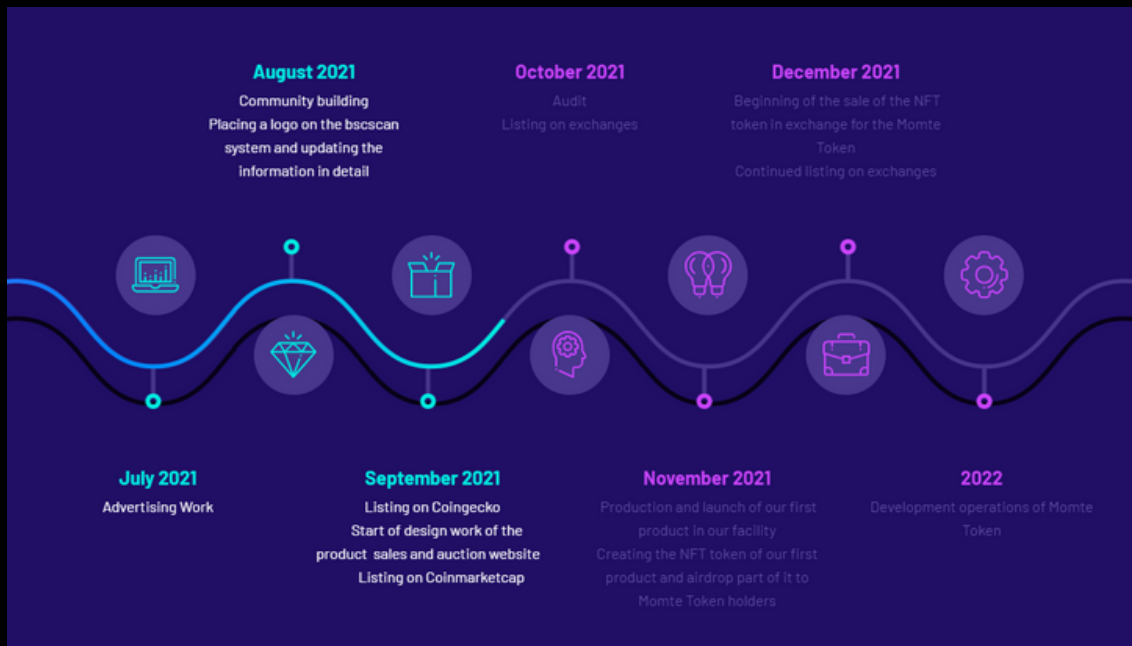 August 2021
Community building
Placing a logo on the bscscan
system and updating the
information in detail
October 2021
Audit
Listing on exchanges
December 2021
Beginning of the sale of the NFT
token in exchange for the Momte
Token
Continued listing on exchanges
July 2021
Advertising Work
September 2021
Listing on Coingecko
Start of design work of the
product sales and auction website
Listing on Coinmarketcap
November 2021
Production and launch of our first
product in our facility
Creating the NFT token of our first
product and airdrop part of it to
Momte Token holders
2022
Development operations of Momte
Token